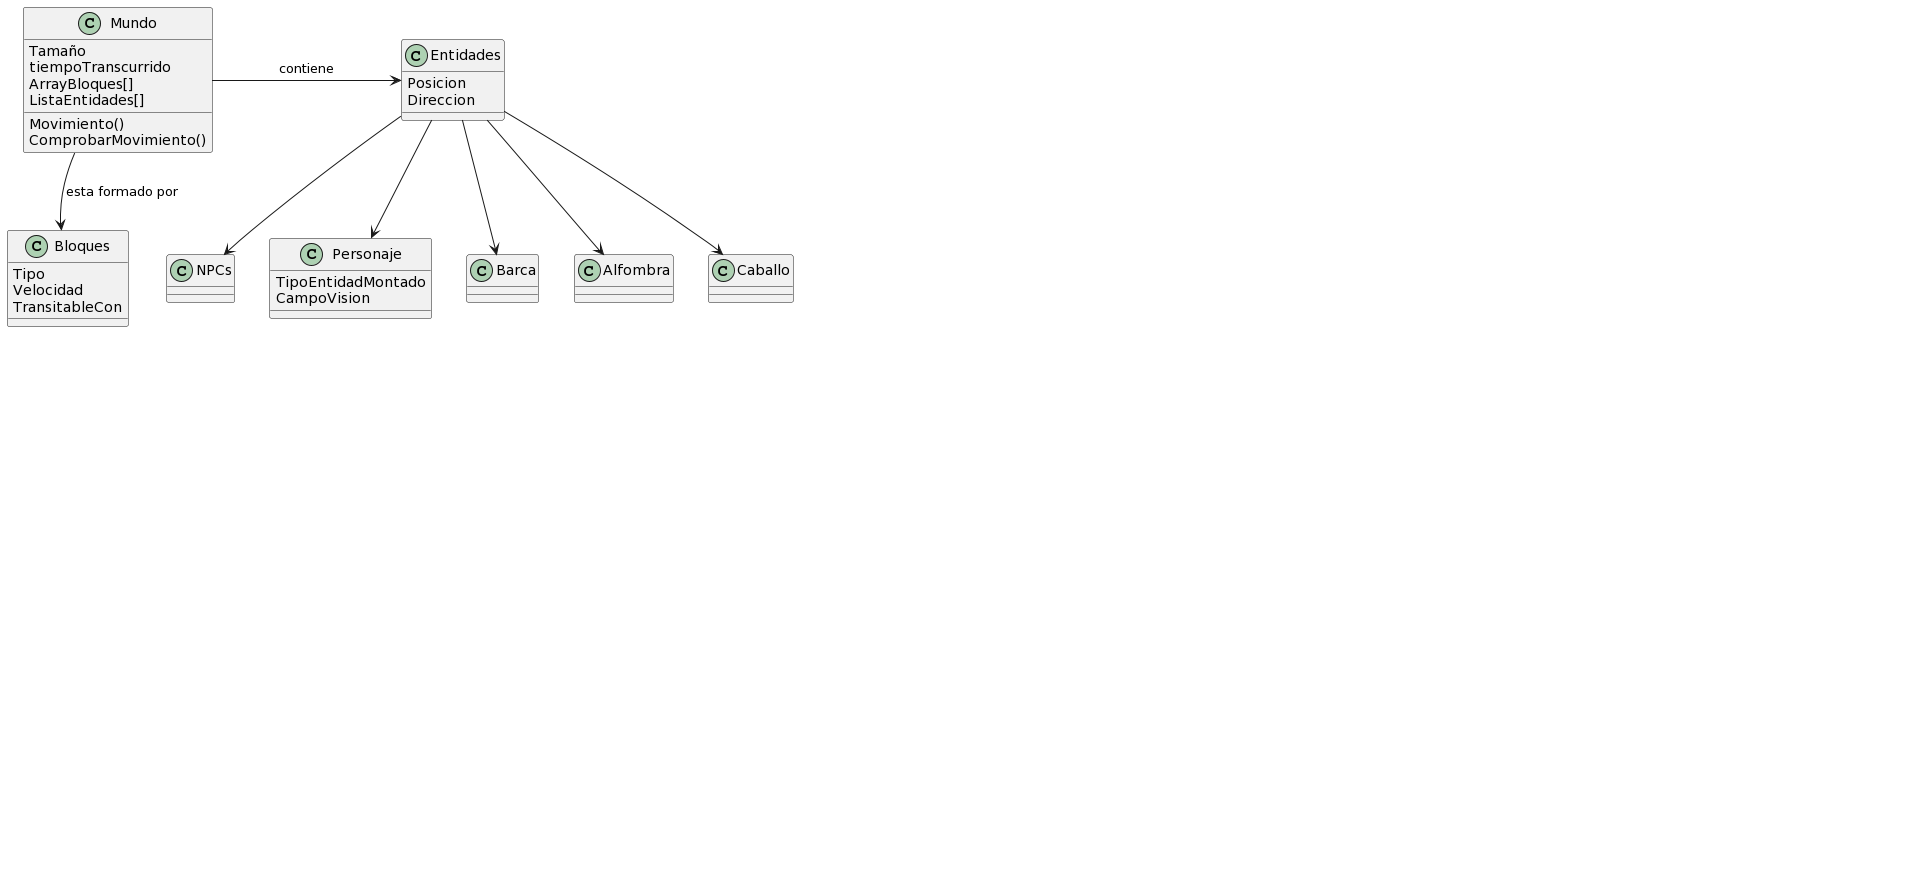 C Mundo
Tamaño
tiempoTranscurrido
ArrayBloques[]
ListaEntidades[]
Movimiento()
ComprobarMovimiento()
contiene
C Entidades
Posicion
Direccion
esta formado por
C Bloques
Tipo
Velocidad
TransitableCon
C NPCs
C Personaje
TipoEntidadMontado
CampoVision
C Barca
C Alfombra
C Caballo